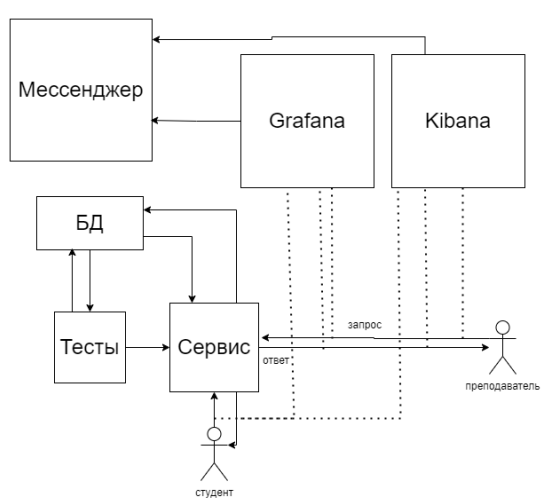 Мессенджер
Grafana
Kibana
БД
Тесты
Сервис
запрос
ответ
преподаватель
студент